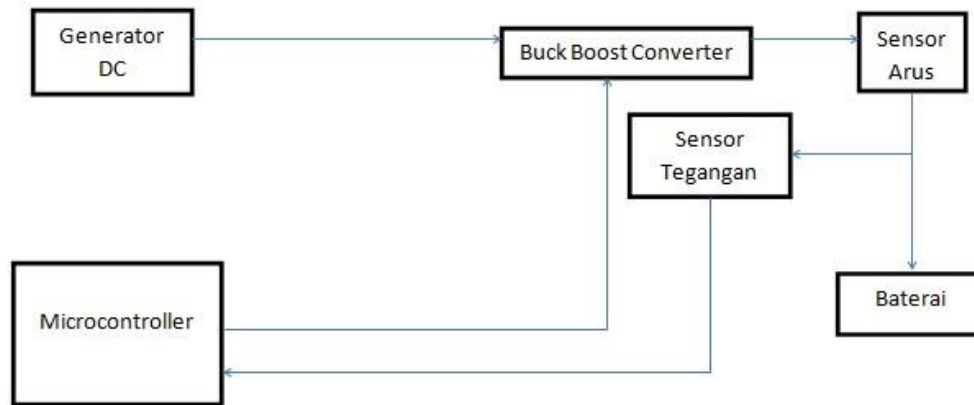 Generator
DC
Buck Boost Converter
Sensor
Arus
Sensor
Tegangan
Baterai
Microcontroller